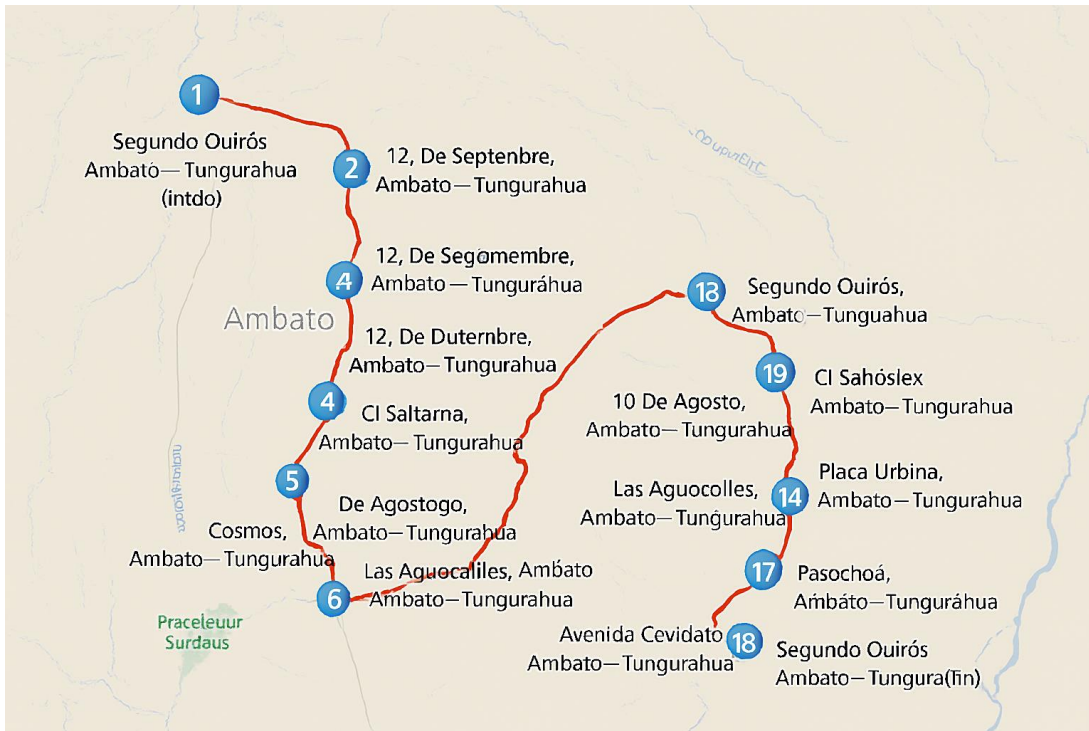 1
Segundo Ouirós
Ambató—Tungurahua
(intdo)
2
12, De Septenbre,
Ambato—Tungurahua
4
12, De Segomembre,
Ambato—Tunguráhua
Ambato
12, De Duternbre,
Ambato—Tungurahua
4
CI Saltarna,
Ambato—Tungurahua
5
De Agostogo,
Ambato—Tungurahua
Cosmos,
Ambato—Tungurahua
6
Las Aguocaliles, Ambato
Ambato—Tungurahua
Praceleuur
Surdaus
13
Segundo Ouirós,
Ambato—Tunguahua
19
CI Sahóslex
Ambato—Tungurahua
10 De Agosto,
Ambato—Tungurahua
14
Placa Urbina,
Ambato—Tungurahua
Las Aguocolles,
Ambato—Tungurahua
17
Pasochoá,
Ambáto—Tunguráhua
Avenida Cevidato
Ambato—Tungurahua
18
Segundo Ouirós
Ambato—Tungura(fin)